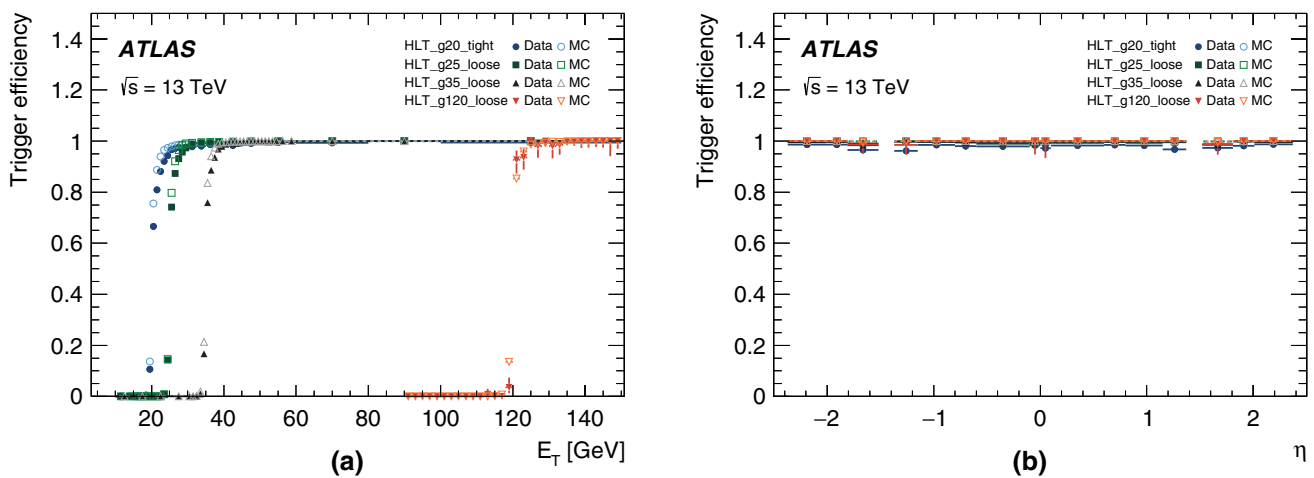 Trigger efficiency
1.4
1.2
1
0.8
0.6
0.4
0.2
0
ATLAS
√s = 13 TeV
HLT_g20_tight Data MC
HLT_g25_loose Data MC
HLT_g35_loose Data MC
HLT_g120_loose Data MC
20 40 60 80 100 120 140
E_T [GeV]
(a)
Trigger efficiency
1.4
1.2
1
0.8
0.6
0.4
0.2
0
ATLAS
√s = 13 TeV
HLT_g20_tight Data MC
HLT_g25_loose Data MC
HLT_g35_loose Data MC
HLT_g120_loose Data MC
−2 −1 0 1 2
η
(b)